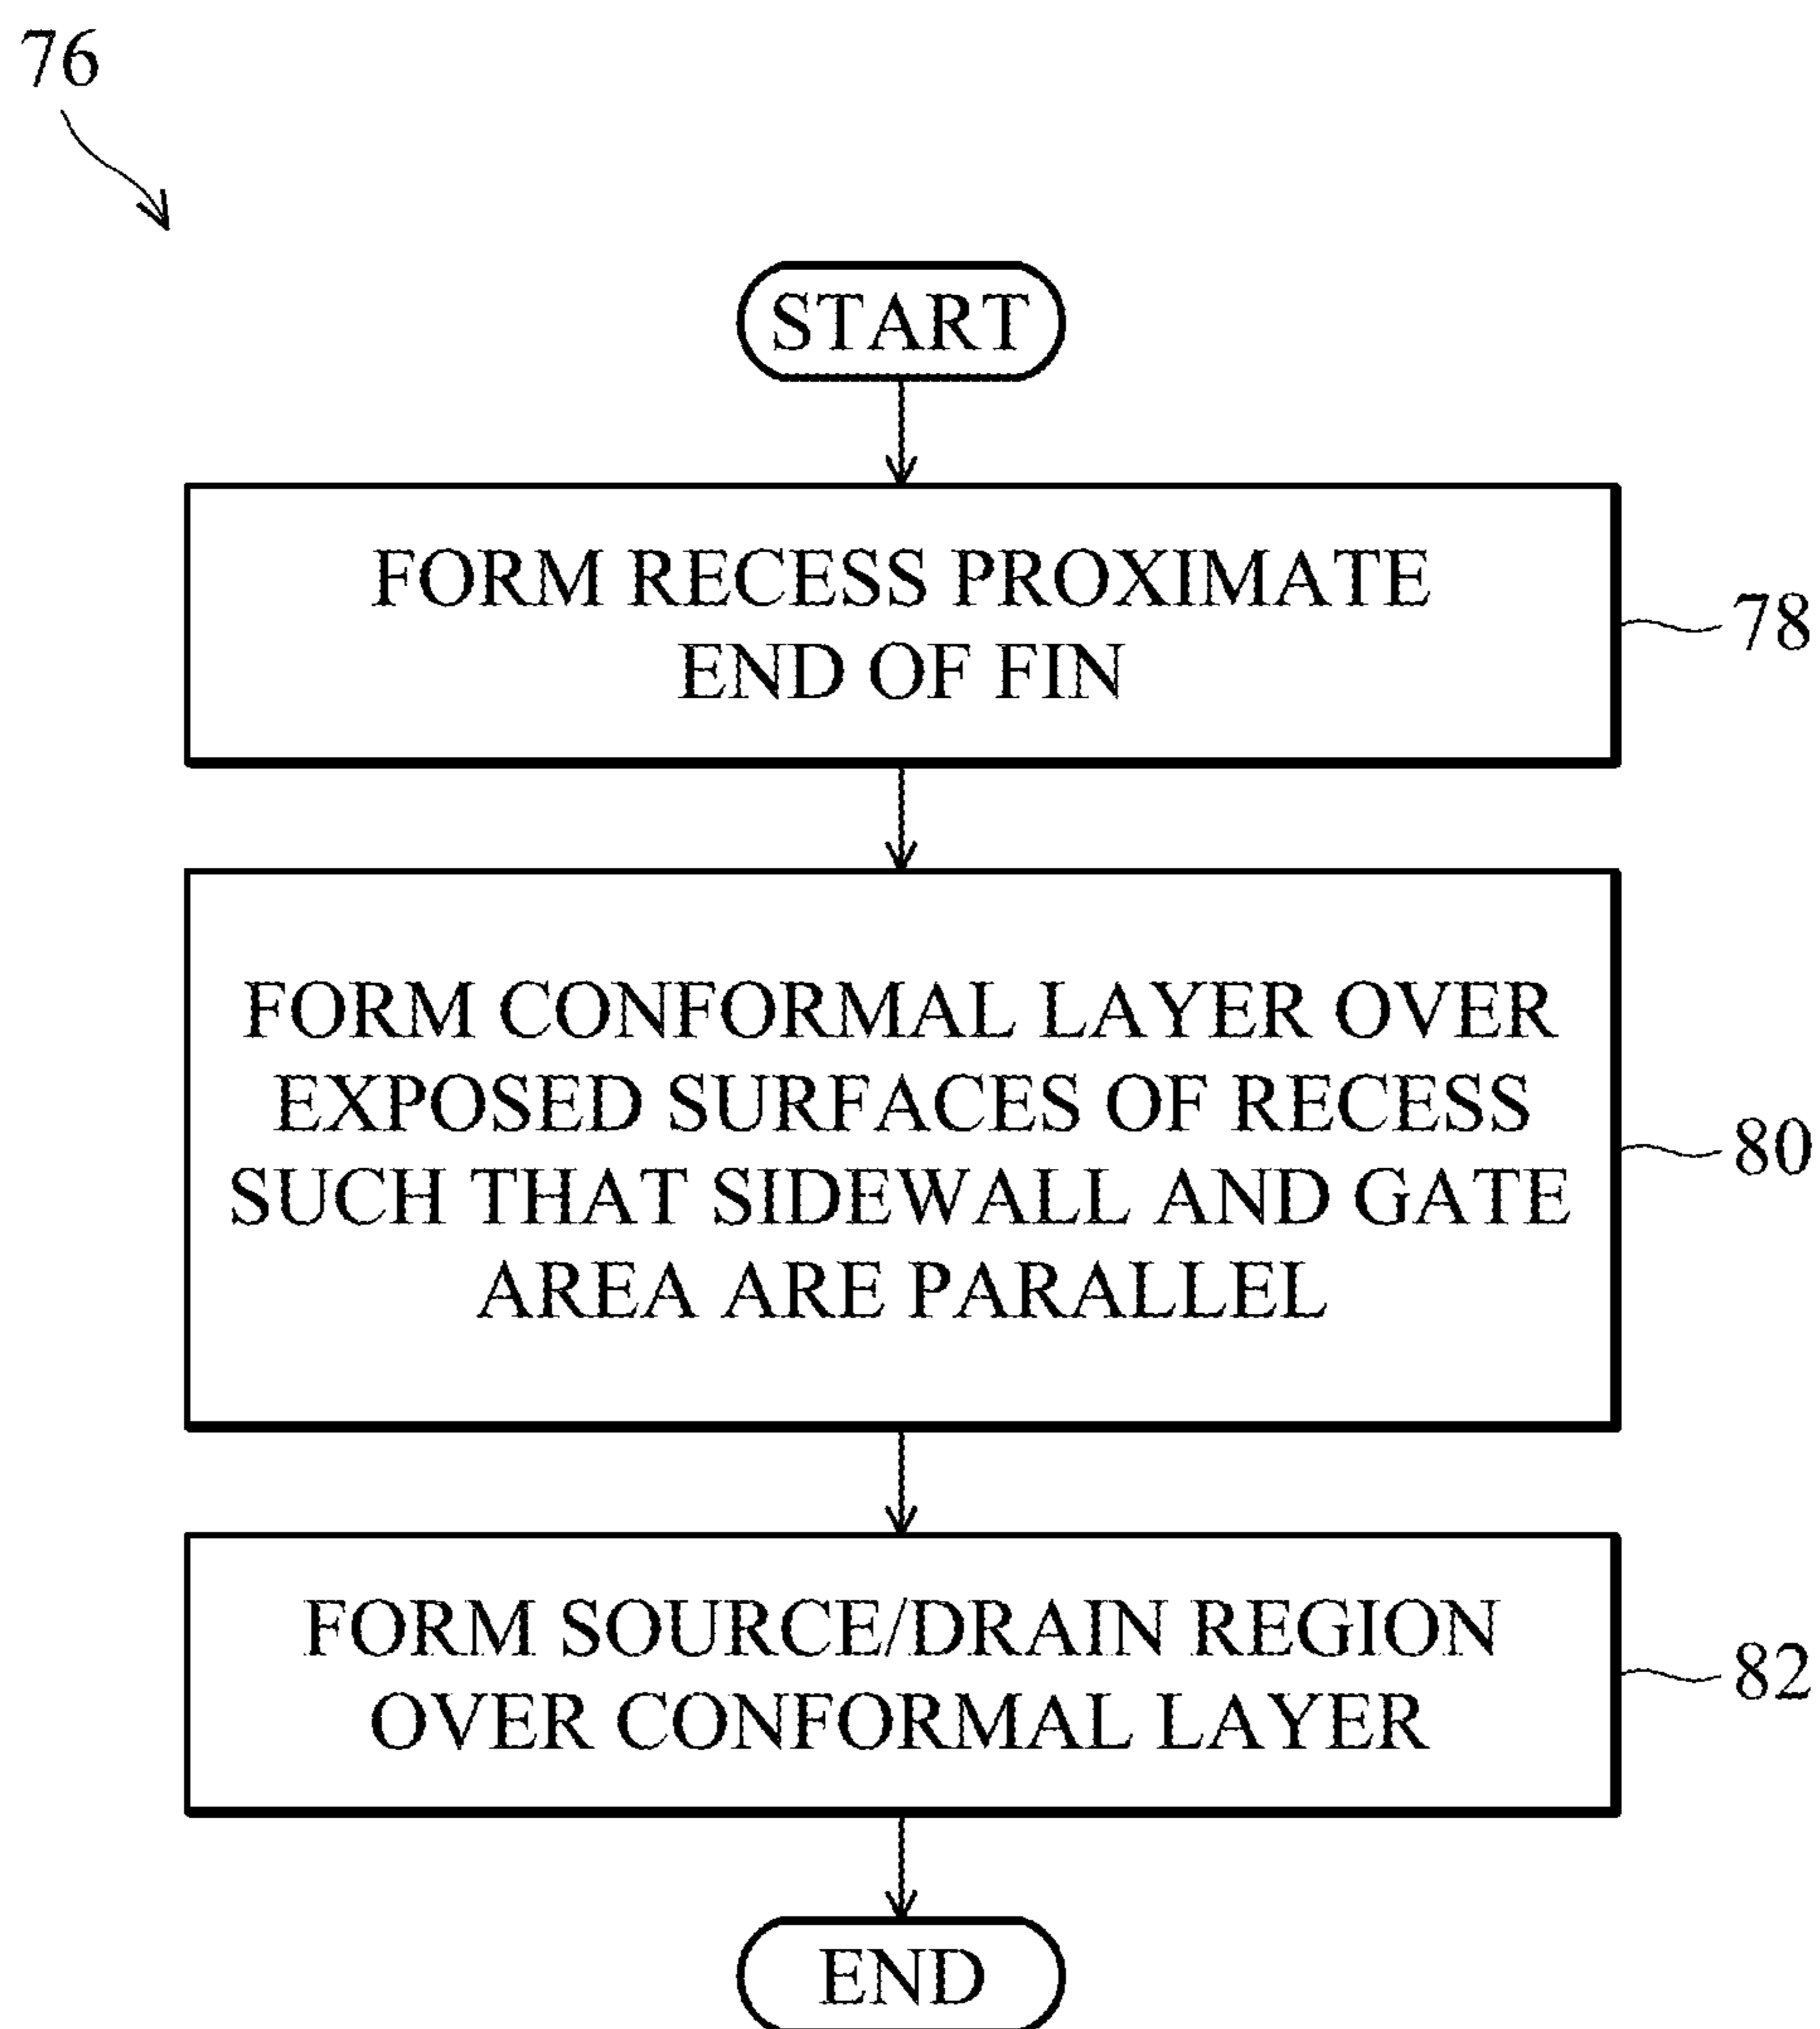 76
START
FORM RECESS PROXIMATE
END OF FIN
78
FORM CONFORMAL LAYER OVER
EXPOSED SURFACES OF RECESS
SUCH THAT SIDEWALL AND GATE
AREA ARE PARALLEL
80
FORM SOURCE/DRAIN REGION
OVER CONFORMAL LAYER
82
END